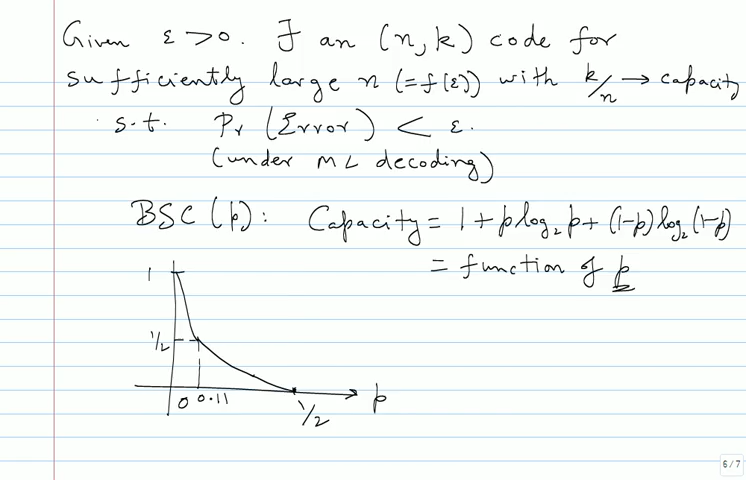 Given ε > 0. ∃ an (n, k) code for
sufficiently large n (= f(ε)) with k/n → capacity
s.t. Pr (Error) < ε.
(under ML decoding)
BSC(p): Capacity = 1 + p log₂ p + (1-p) log₂ (1-p)
= function of p
1
1/2
0 0.11 1/2 p
6/7